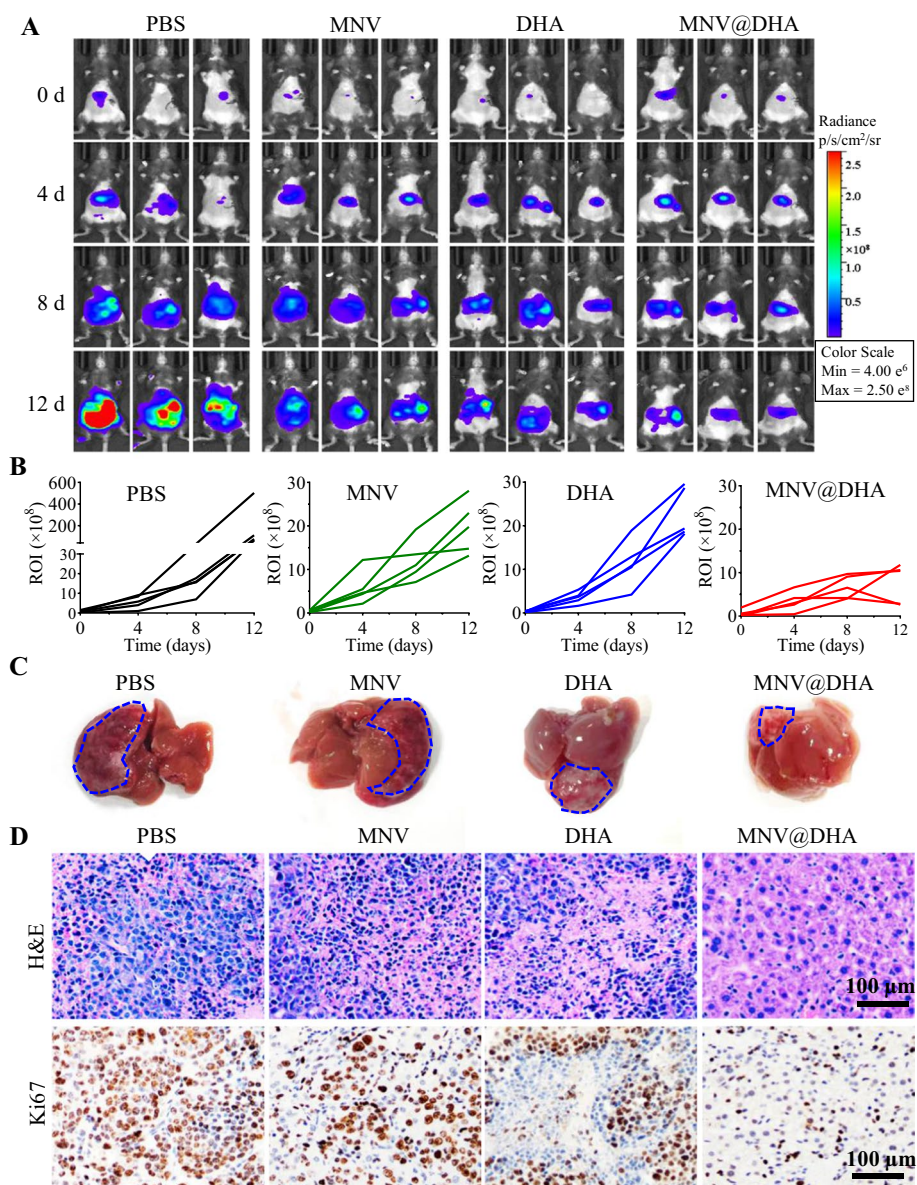 A
PBS MNV DHA MNV@DHA
0 d
4 d
8 d
12 d
Radiance
p/s/cm²/sr
2.5
2.0
1.5
×10⁸
1.0
0.5
Color Scale
Min = 4.00 e⁶
Max = 2.50 e⁸
B
PBS
ROI (×10⁸)
600
400
200
30
20
10
0
0 4 8 12
Time (days)
MNV
ROI (×10⁸)
30
20
10
0
0 4 8 12
Time (days)
DHA
ROI (×10⁸)
30
20
10
0
0 4 8 12
Time (days)
MNV@DHA
ROI (×10⁸)
30
20
10
0
0 4 8 12
Time (days)
C
PBS MNV DHA MNV@DHA
D
PBS MNV DHA MNV@DHA
H&E
100 µm
Ki67
100 µm